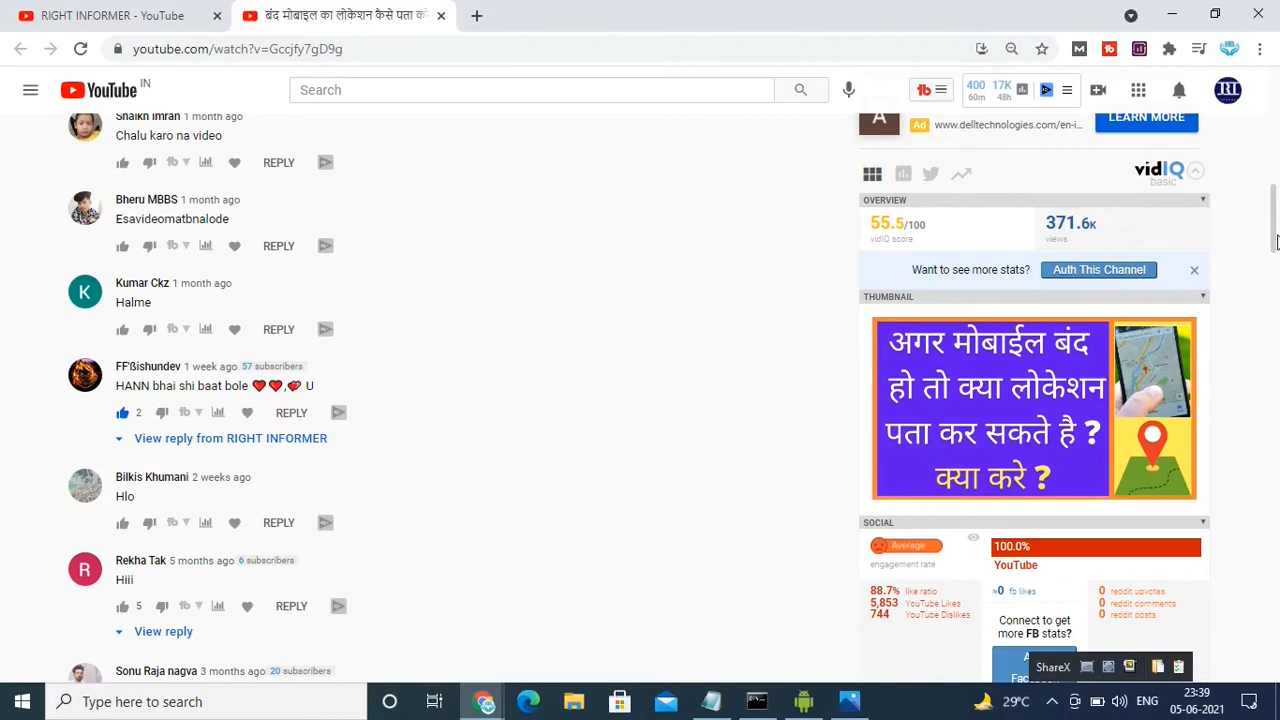 RIGHT INFORMER - YouTube
बंद मोबाइल का लोकेशन कैसे पता कर
youtube.com/watch?v=Gccjfy7gD9g
YouTube IN
Search
400 17K
60m 48h
JRI
Shaikh Imran 1 month ago
Chalu karo na video
REPLY
Bheru MBBS 1 month ago
Esavideomatbnalode
REPLY
Kumar Ckz 1 month ago
K
Halme
REPLY
FF'ßishundev 1 week ago 57 subscribers
HANN bhai shi baat bole ❤️❤️,💕 U
2 REPLY
View reply from RIGHT INFORMER
Bilkis Khumani 2 weeks ago
Hlo
REPLY
Rekha Tak 5 months ago 6 subscribers
R
Hiii
5 REPLY
View reply
Sonu Raja nagva 3 months ago 20 subscribers
A
Ad www.delltechnologies.com/en-i...
LEARN MORE
vidIQ
basic
OVERVIEW
55.5/100
vidIQ score
371.6K
views
Want to see more stats? Auth This Channel
THUMBNAIL
अगर मोबाईल बंद
हो तो क्या लोकेशन
पता कर सकते है ?
क्या करे ?
SOCIAL
Average
engagement rate
100.0%
YouTube
88.7% like ratio
5,853 YouTube Likes
744 YouTube Dislikes
≈0 fb likes
Connect to get
more FB stats?
0 reddit upvotes
0 reddit comments
0 reddit posts
ShareX
Type here to search
29°C
ENG
23:39
05-06-2021